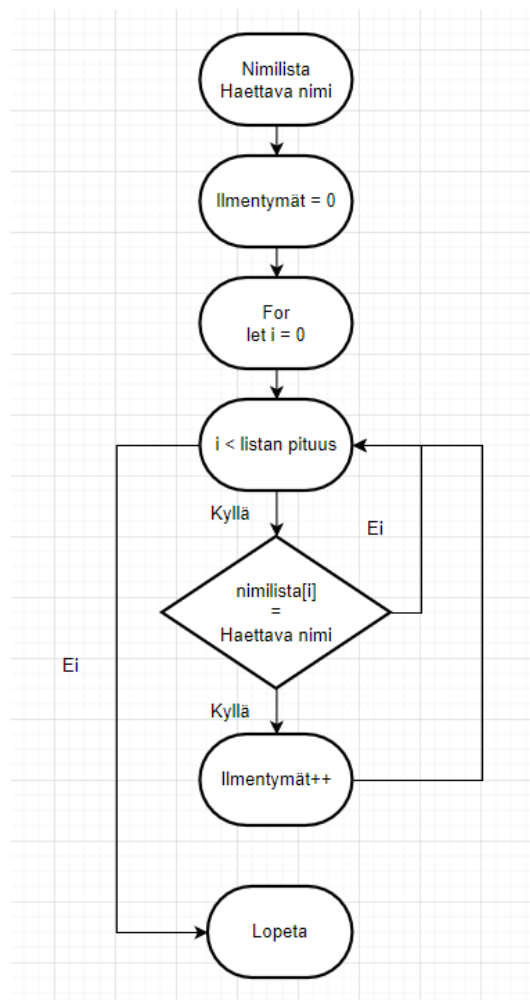 Nimilista
Haettava nimi
Ilmentymät = 0
For
let i = 0
i < listan pituus
Kyllä
Ei
nimilista[i]
=
Haettava nimi
Ei
Kyllä
Ilmentymät++
Lopeta